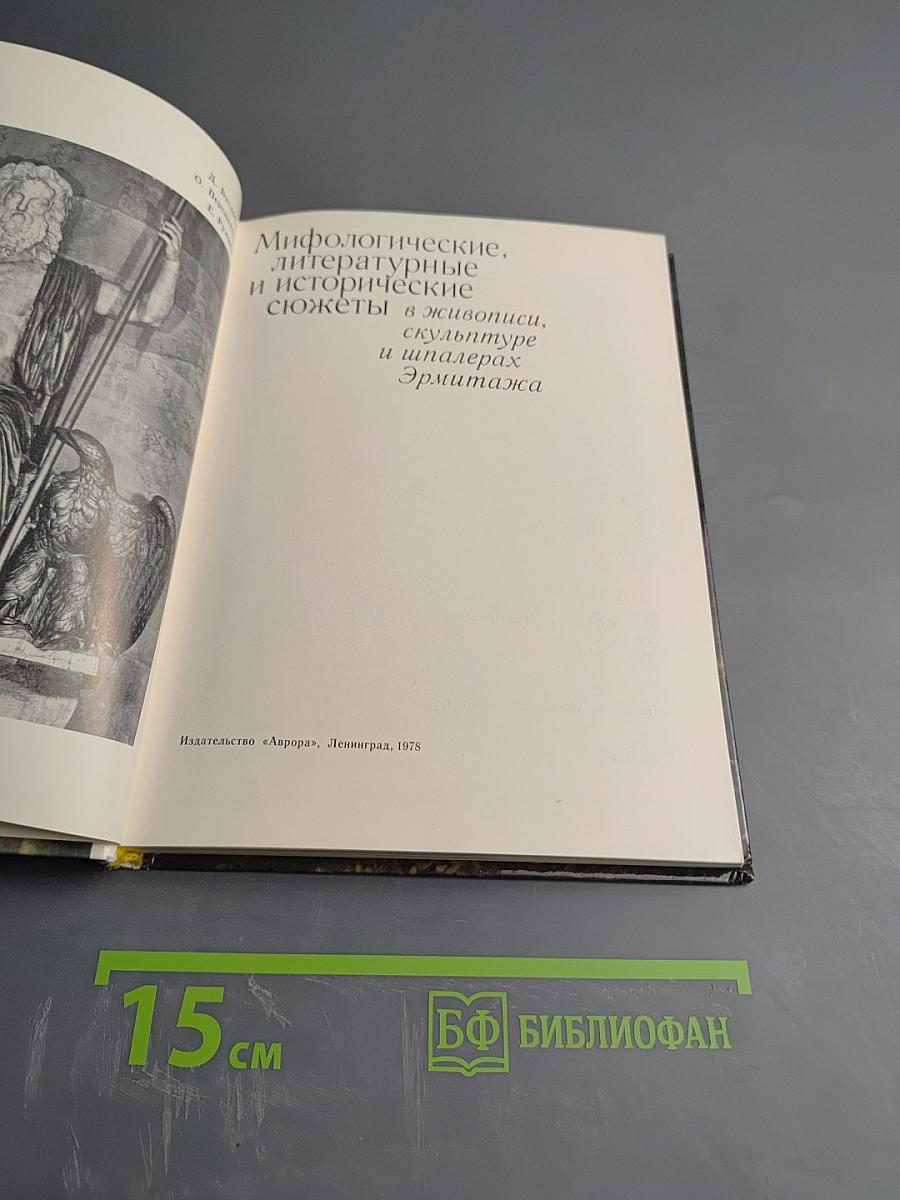 Мифологические,
литературные
и исторические
сюжеты в живописи,
скульптуре
и шпалерах
Эрмитажа
Издательство «Аврора», Ленинград, 1978
15 см
БФ БИБЛИОФАН